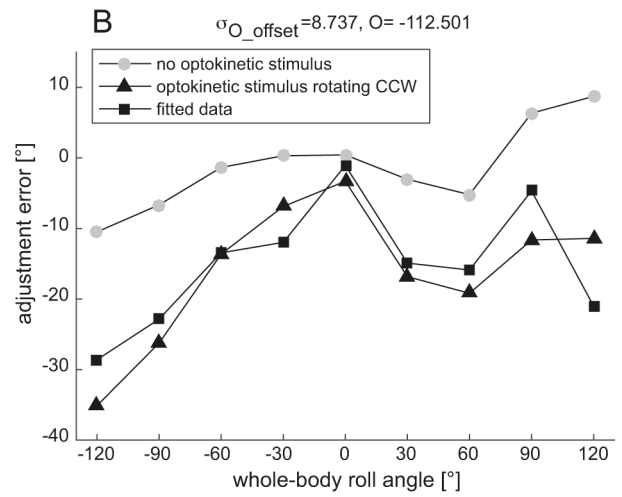 B
σO_offset=8.737, O= -112.501
no optokinetic stimulus
optokinetic stimulus rotating CCW
fitted data
adjustment error [°]
10
0
-10
-20
-30
-40
-120 -90 -60 -30 0 30 60 90 120
whole-body roll angle [°]